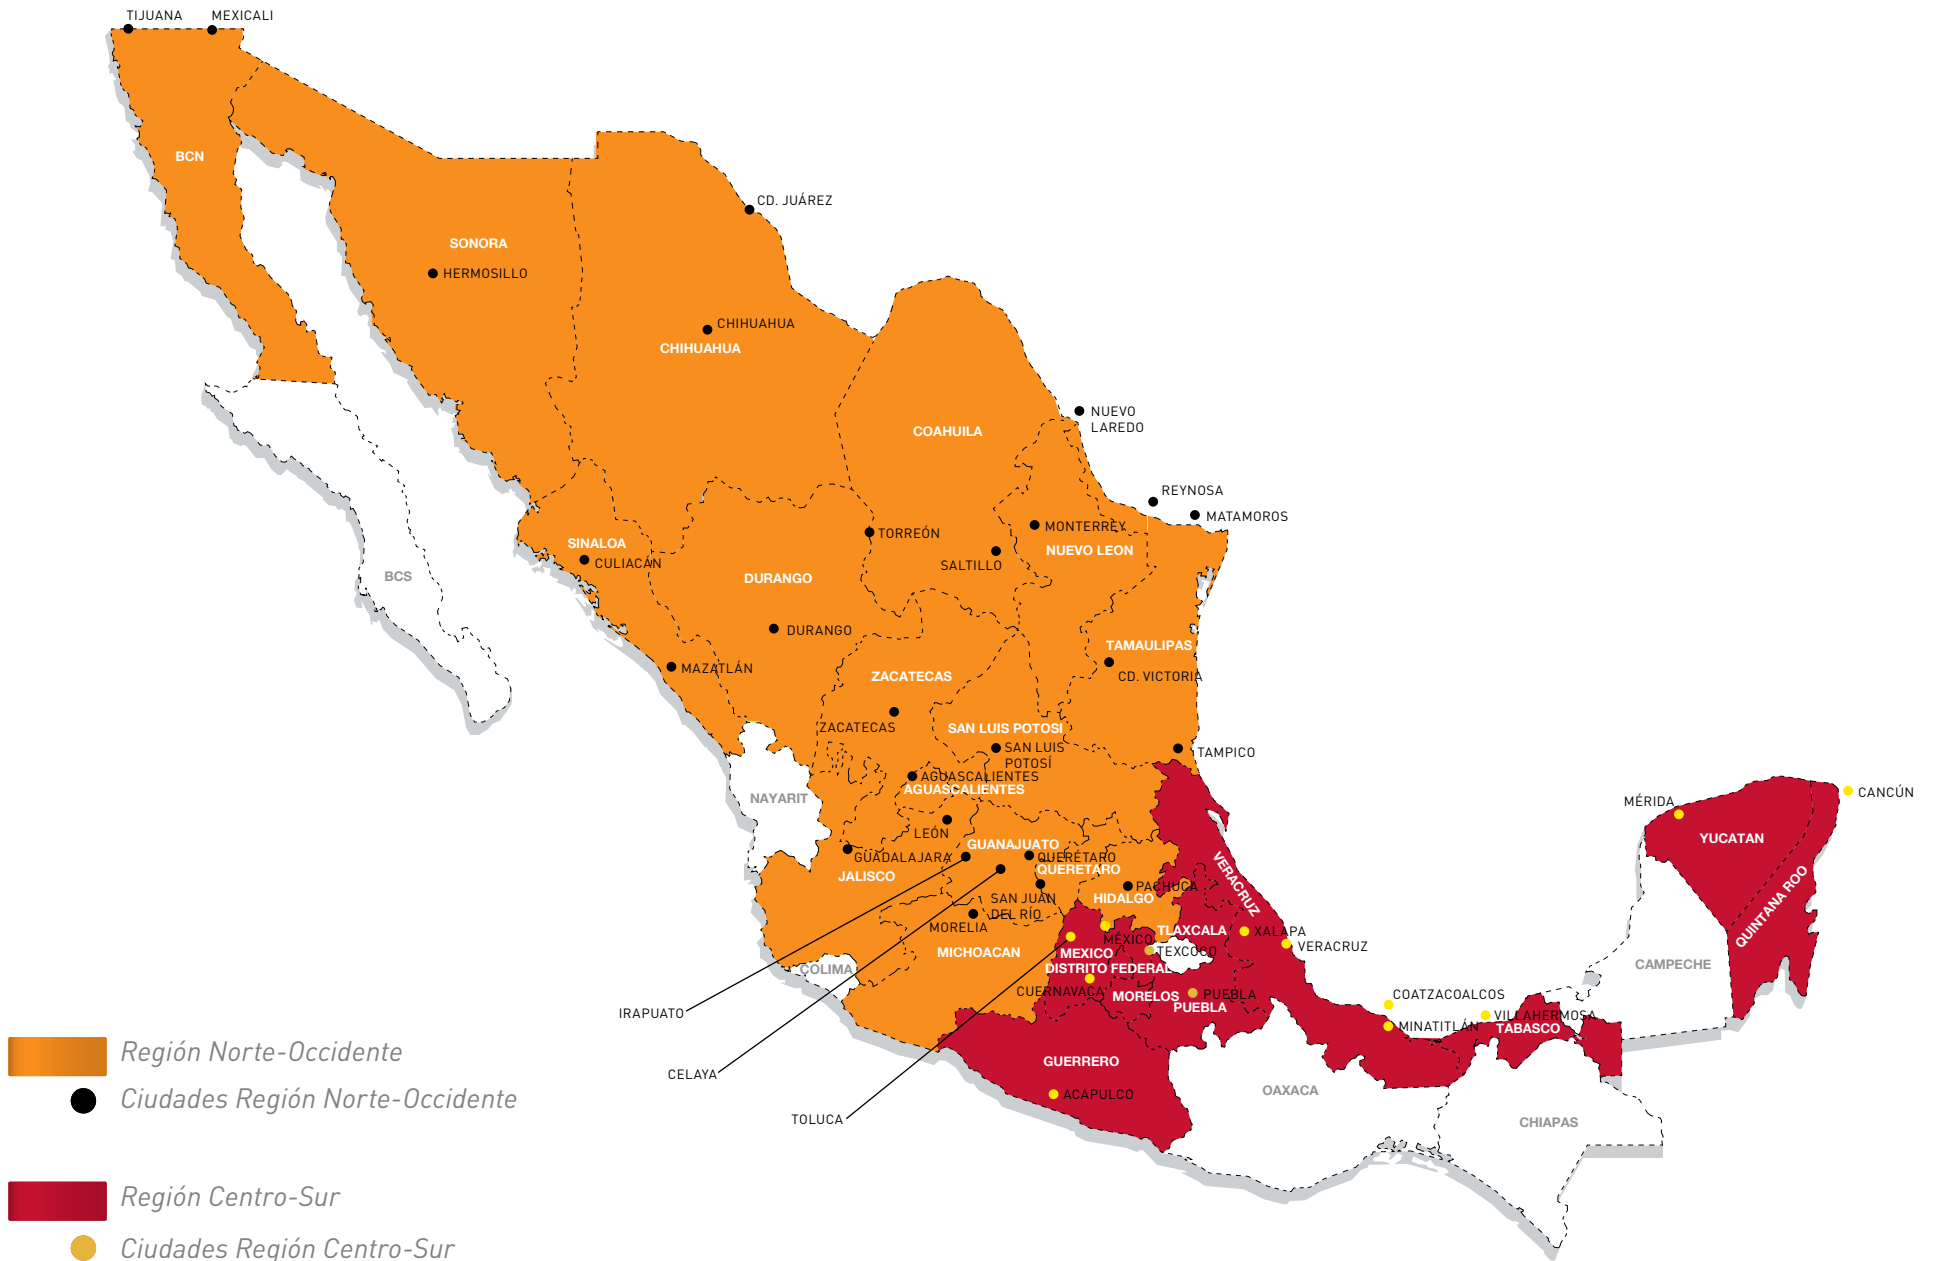 TIJUANA
MEXICALI
BCN
CD. JUÁREZ
SONORA
HERMOSILLO
CHIHUAHUA
CHIHUAHUA
NUEVO
LAREDO
COAHUILA
REYNOSA
MATAMOROS
MONTERREY
TORREÓN
SINALOA
NUEVO LEON
CULIACÁN
SALTILLO
BCS
DURANGO
DURANGO
TAMAULIPAS
MAZATLÁN
ZACATECAS
CD. VICTORIA
ZACATECAS
SAN LUIS POTOSI
SAN LUIS
POTOSÍ
TAMPICO
AGUASCALIENTES
AGUASCALIENTES
NAYARIT
CANCÚN
MÉRIDA
LEÓN
YUCATAN
GUANAJUATO
GUADALAJARA
QUERÉTARO
QUERETARO
JALISCO
VERACRUZ
PACHUCA
SAN JUAN
DEL RÍO
HIDALGO
QUINTANA ROO
MORELIA
TLAXCALA
XALAPA
MÉXICO
VERACRUZ
MICHOACAN
MEXICO
TEXCOCO
CAMPECHE
COLIMA
DISTRITO FEDERAL
CUERNAVACA
MORELOS
PUEBLA
PUEBLA
COATZACOALCOS
IRAPUATO
VILLAHERMOSA
MINATITLÁN
TABASCO
Región Norte-Occidente
GUERRERO
CELAYA
OAXACA
ACAPULCO
Ciudades Región Norte-Occidente
TOLUCA
CHIAPAS
Región Centro-Sur
Ciudades Región Centro-Sur